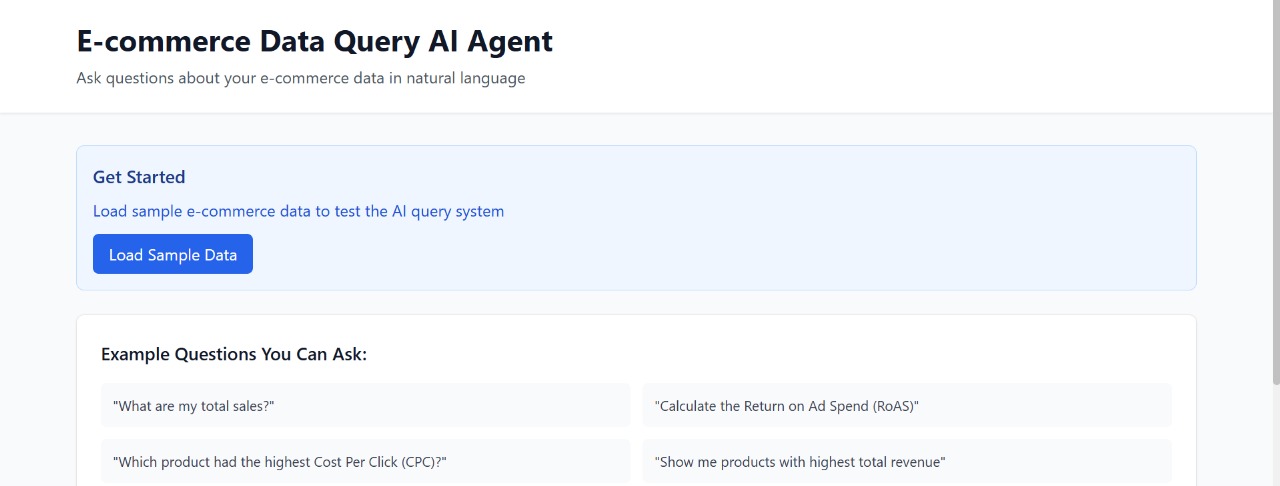 E-commerce Data Query AI Agent
Ask questions about your e-commerce data in natural language
Get Started
Load sample e-commerce data to test the AI query system
Load Sample Data
Example Questions You Can Ask:
"What are my total sales?"
"Calculate the Return on Ad Spend (RoAS)"
"Which product had the highest Cost Per Click (CPC)?"
"Show me products with highest total revenue"